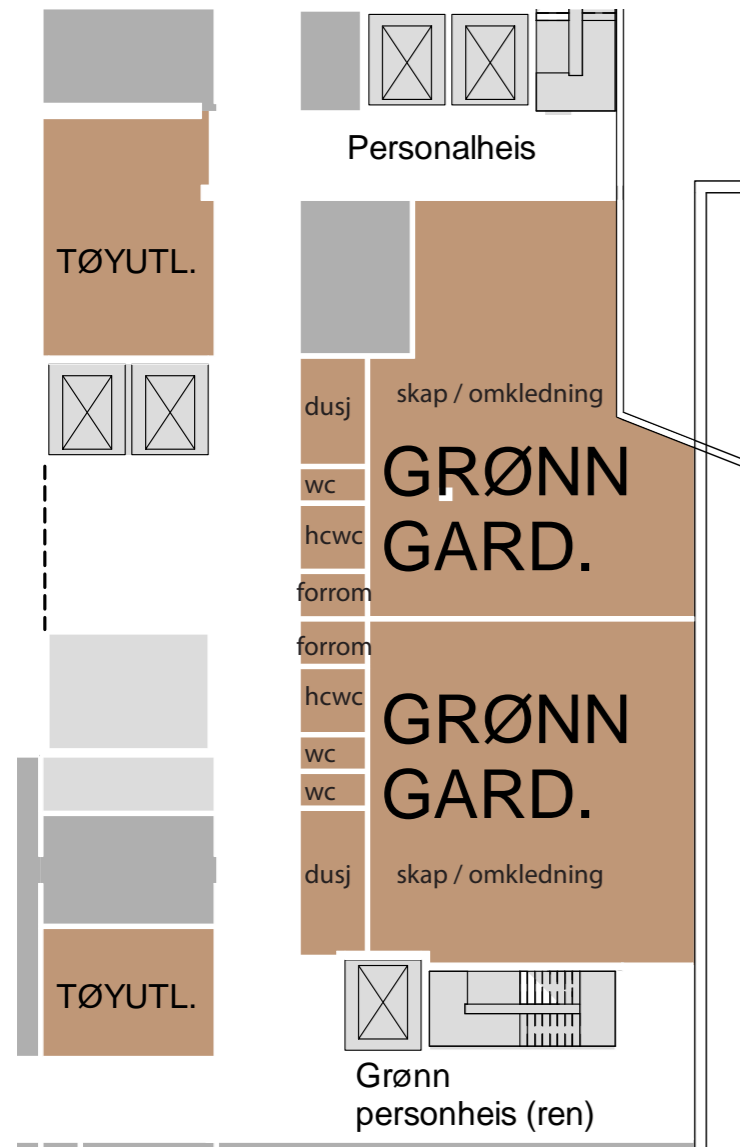 Personalheis
TØYUTL.
dusj
skap / omkledning
GRØNN
GARD.
wc
hcwc
forrom
forrom
hcwc
GRØNN
GARD.
wc
wc
dusj
skap / omkledning
TØYUTL.
Grønn
personheis (ren)